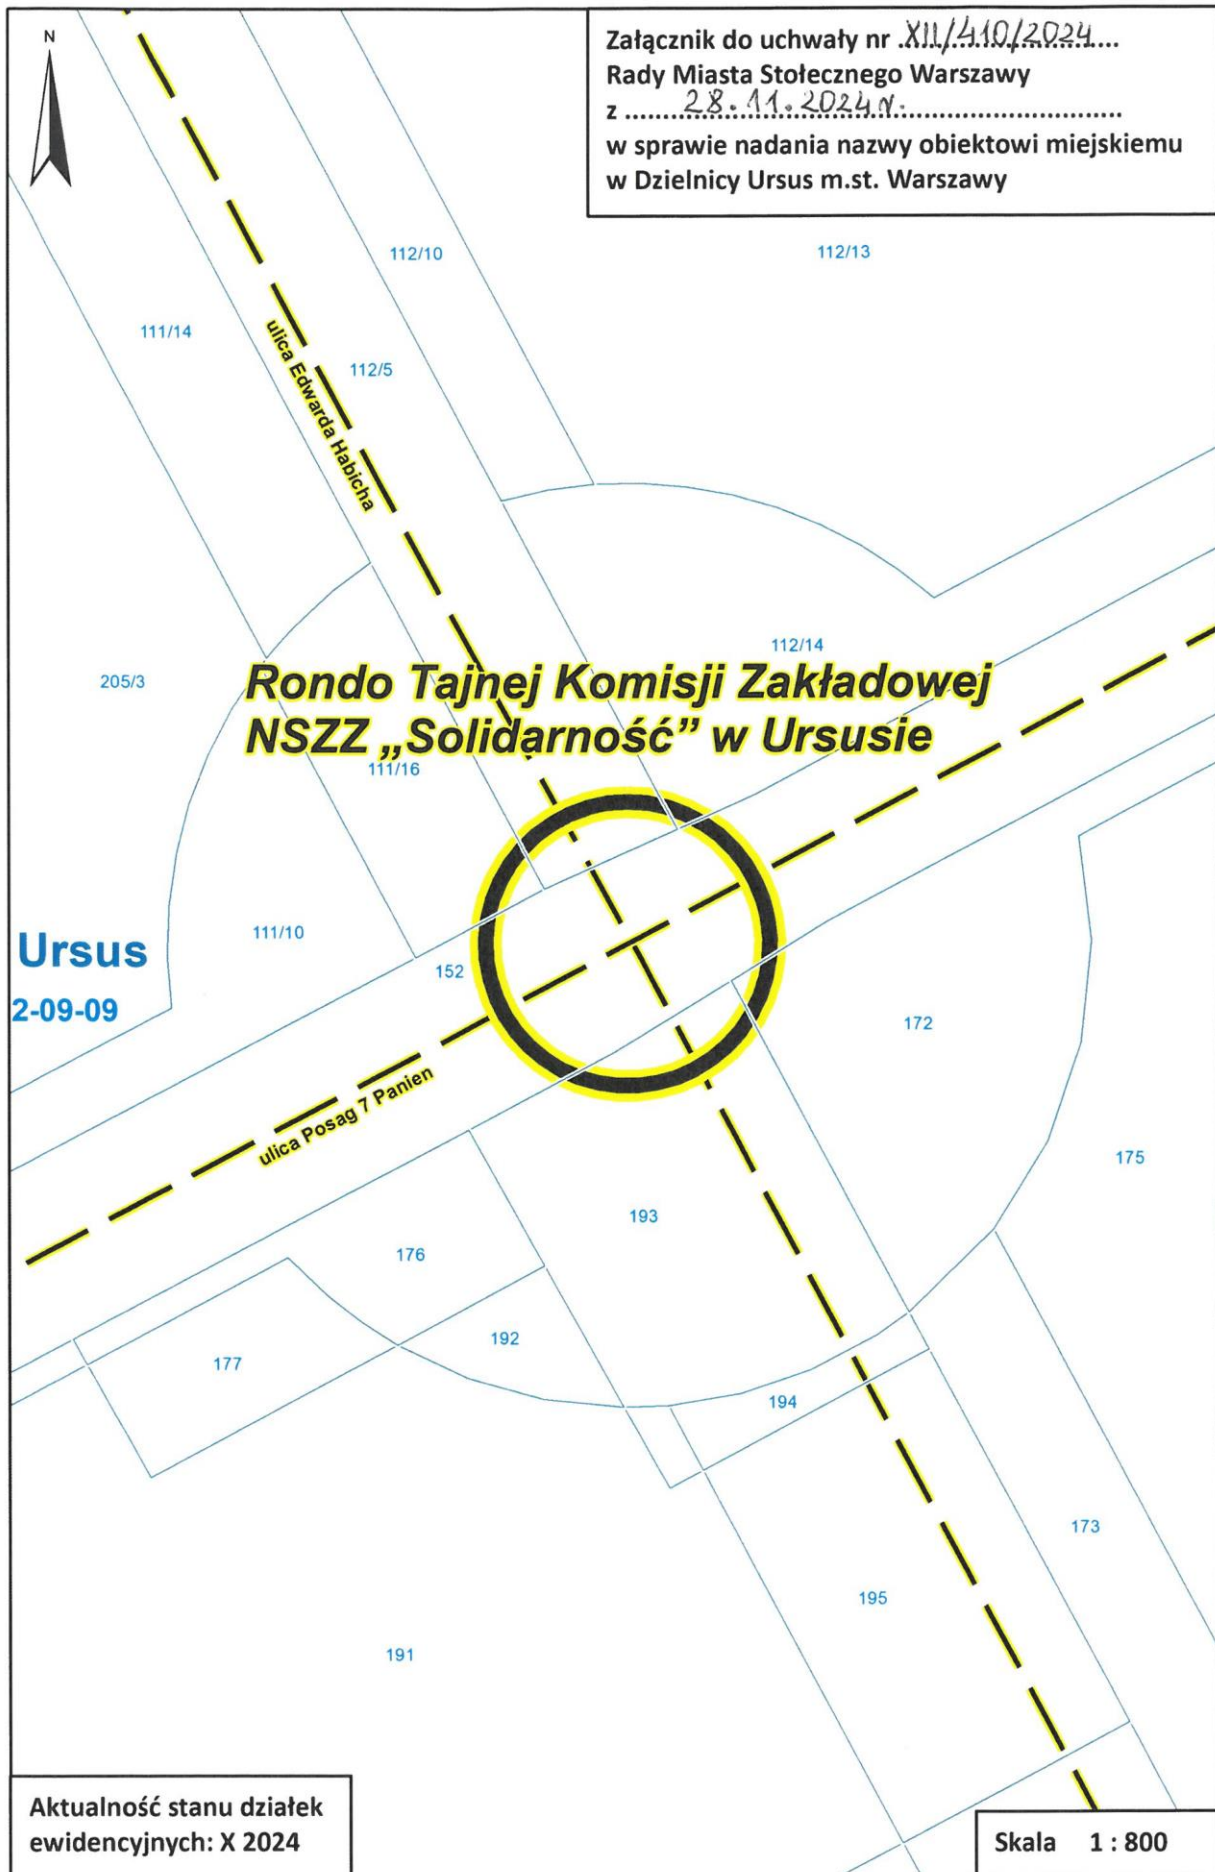 N
Załącznik do uchwały nr XII/410/2024
Rady Miasta Stołecznego Warszawy
z 28.11.2024 r.
w sprawie nadania nazwy obiektowi miejskiemu
w Dzielnicy Ursus m.st. Warszawy
112/10
112/13
111/14
112/5
ulica Edwarda Habicha
112/14
205/3
Rondo Tajnej Komisji Zakładowej
NSZZ „Solidarność” w Ursusie
111/16
111/10
Ursus
152
2-09-09
172
ulica Posag 7 Panien
175
193
176
192
177
194
173
195
191
Aktualność stanu działek
ewidencyjnych: X 2024
Skala 1 : 800